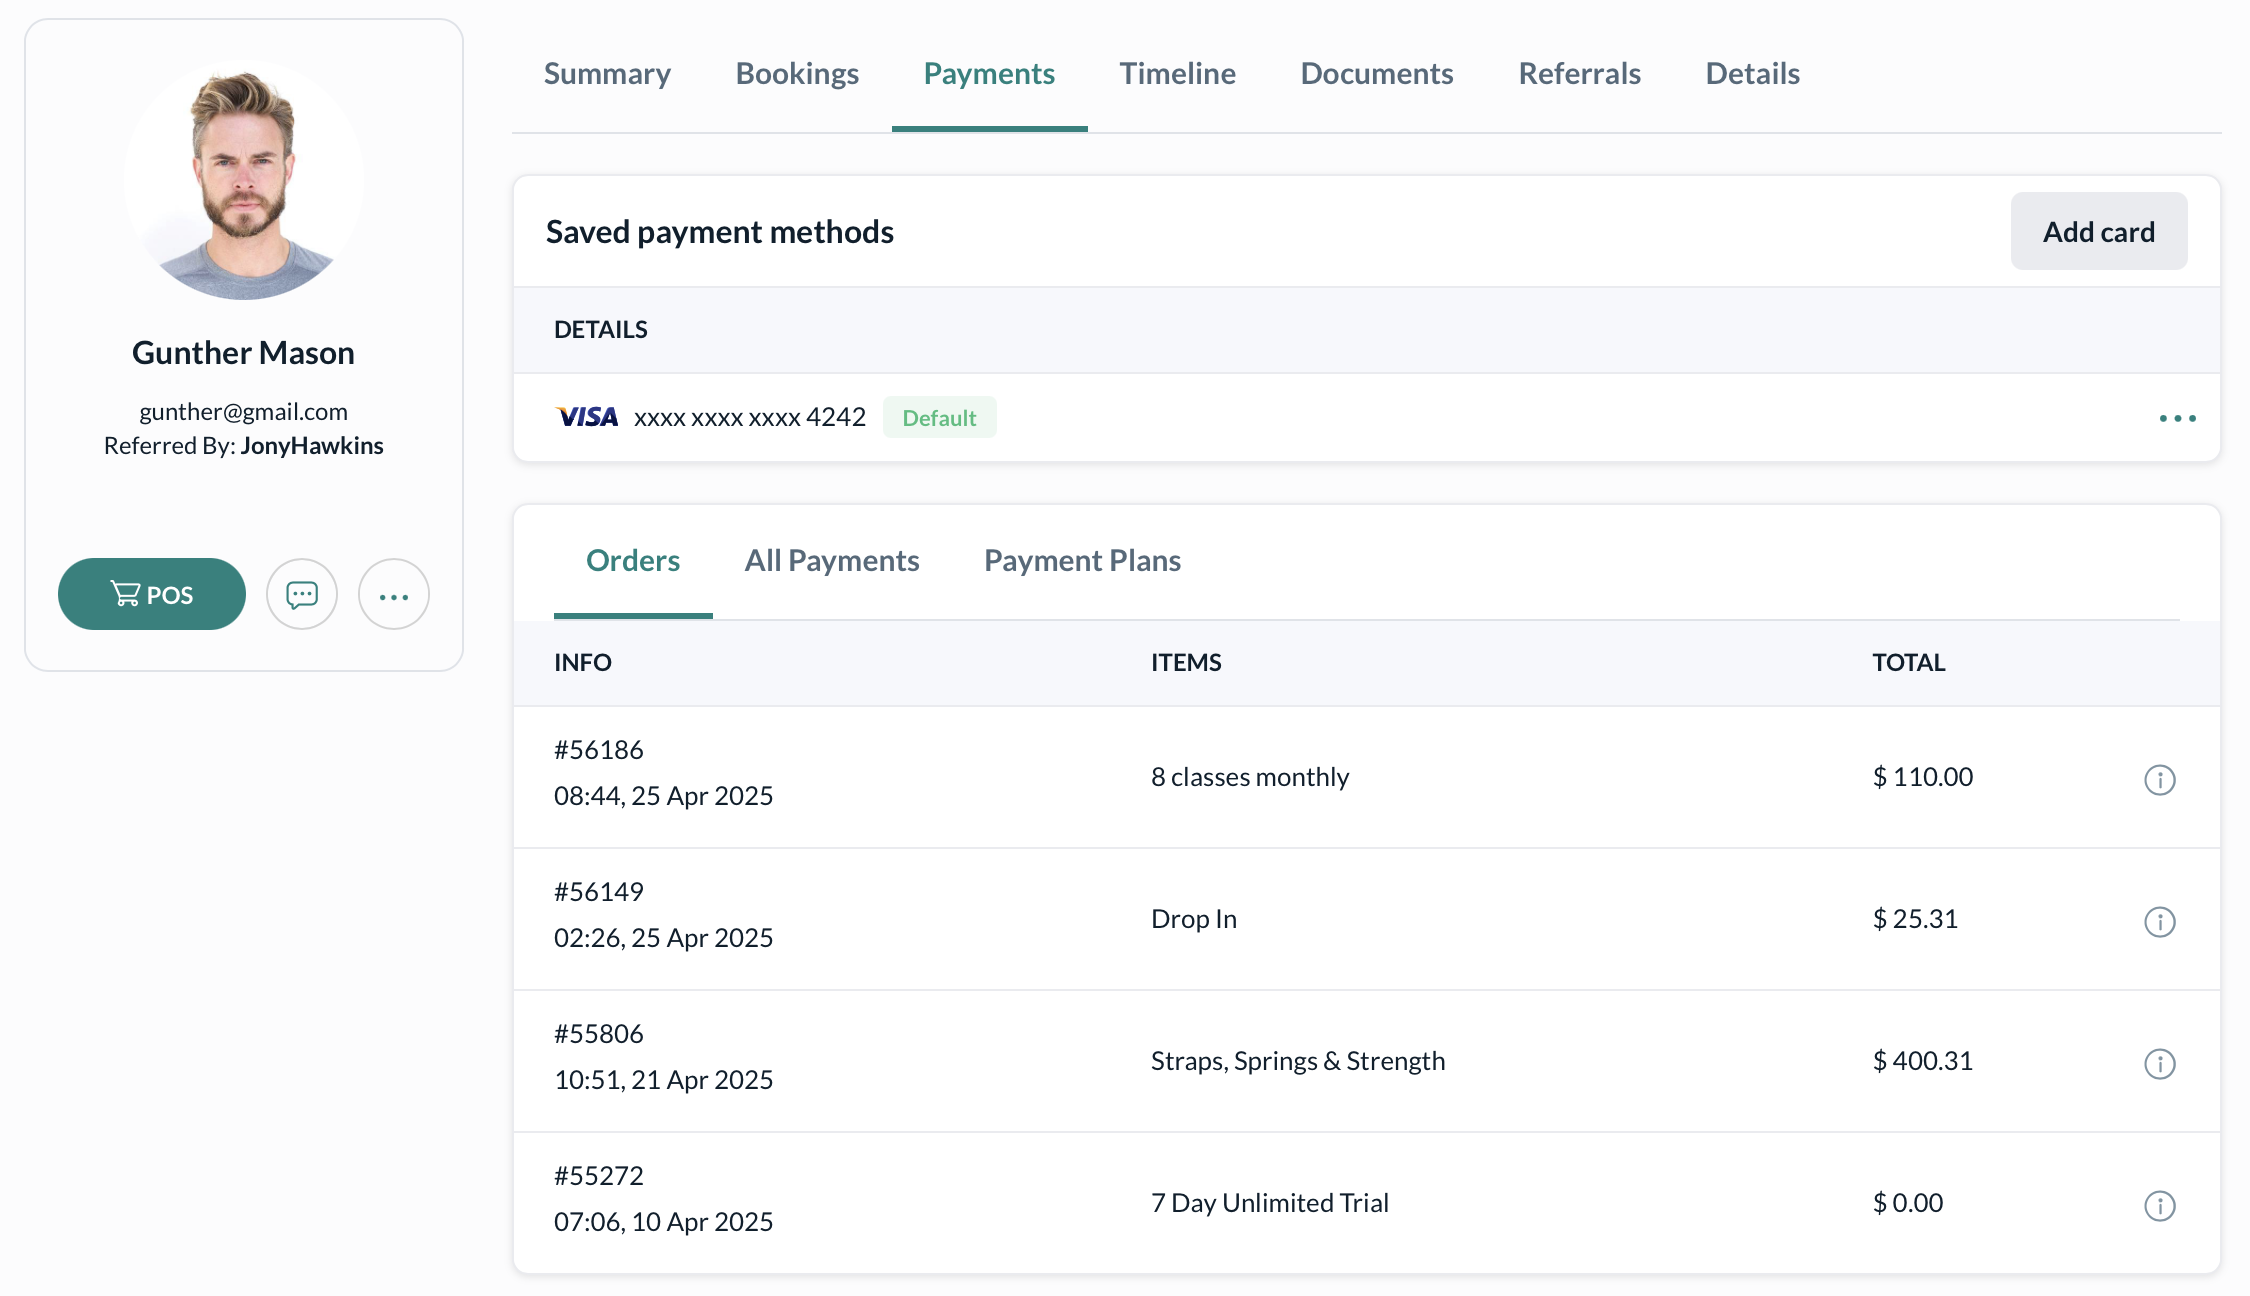 Summary Bookings Payments Timeline Documents Referrals Details
Gunther Mason
gunther@gmail.com
Referred By: JonyHawkins
POS
Saved payment methods Add card
DETAILS
VISA xxxx xxxx xxxx 4242 Default
Orders All Payments Payment Plans
INFO ITEMS TOTAL
#56186
08:44, 25 Apr 2025
8 classes monthly
$ 110.00
#56149
02:26, 25 Apr 2025
Drop In
$ 25.31
#55806
10:51, 21 Apr 2025
Straps, Springs & Strength
$ 400.31
#55272
07:06, 10 Apr 2025
7 Day Unlimited Trial
$ 0.00